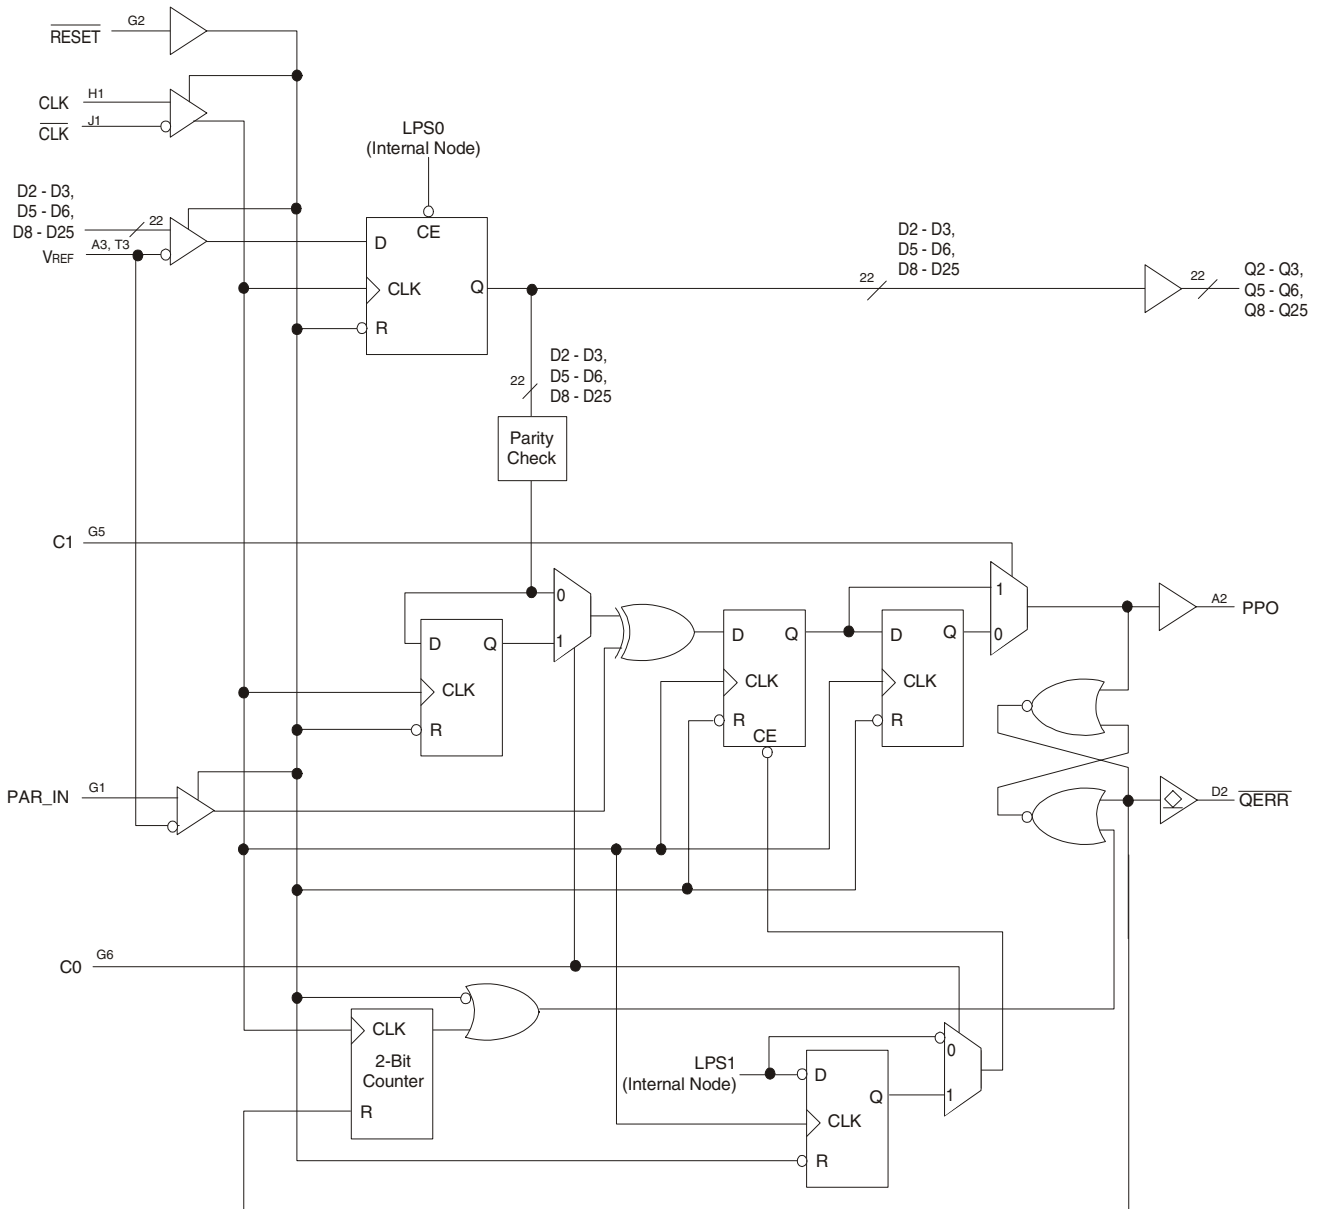 RESET
G2
CLK
H1
CLK
J1
LPS0
(Internal Node)
D2 - D3,
D5 - D6,
D8 - D25
22
VREF
A3, T3
D
CE
CLK
Q
R
D2 - D3,
D5 - D6,
D8 - D25
22
22
Q2 - Q3,
Q5 - Q6,
Q8 - Q25
D2 - D3,
D5 - D6,
D8 - D25
22
Parity
Check
C1
G5
0
1
D
Q
CLK
R
D
Q
CLK
R
CE
D
Q
CLK
R
1
0
A2
PPO
PAR_IN
G1
D2
QERR
C0
G6
CLK
2-Bit
Counter
R
LPS1
(Internal Node)
D
Q
CLK
R
0
1